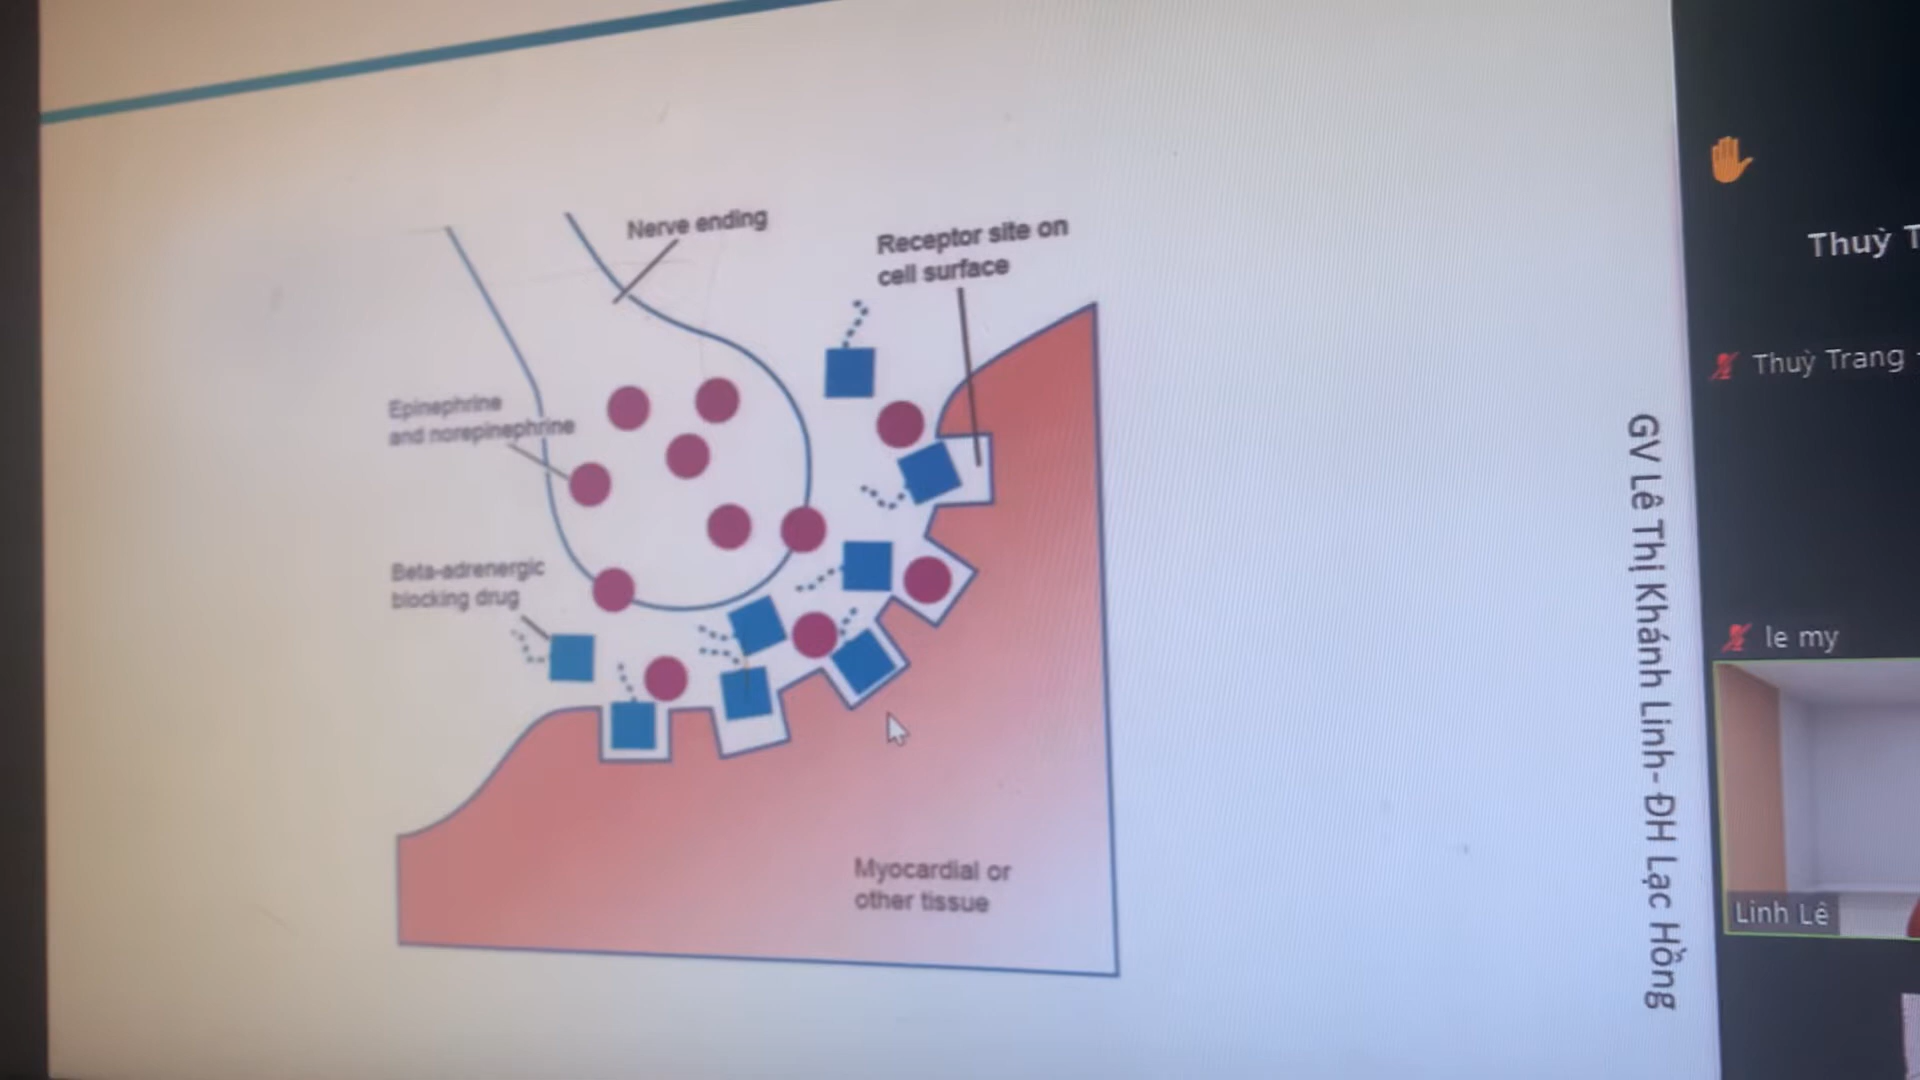 Nerve ending
Receptor site on
cell surface
Epinephrine
and norepinephrine
Beta-adrenergic
blocking drug
Myocardial or
other tissue
GV Lê Thị Khánh Linh- ĐH Lạc Hồng
Thuỳ T
Thuỳ Trang
le my
Linh Lê